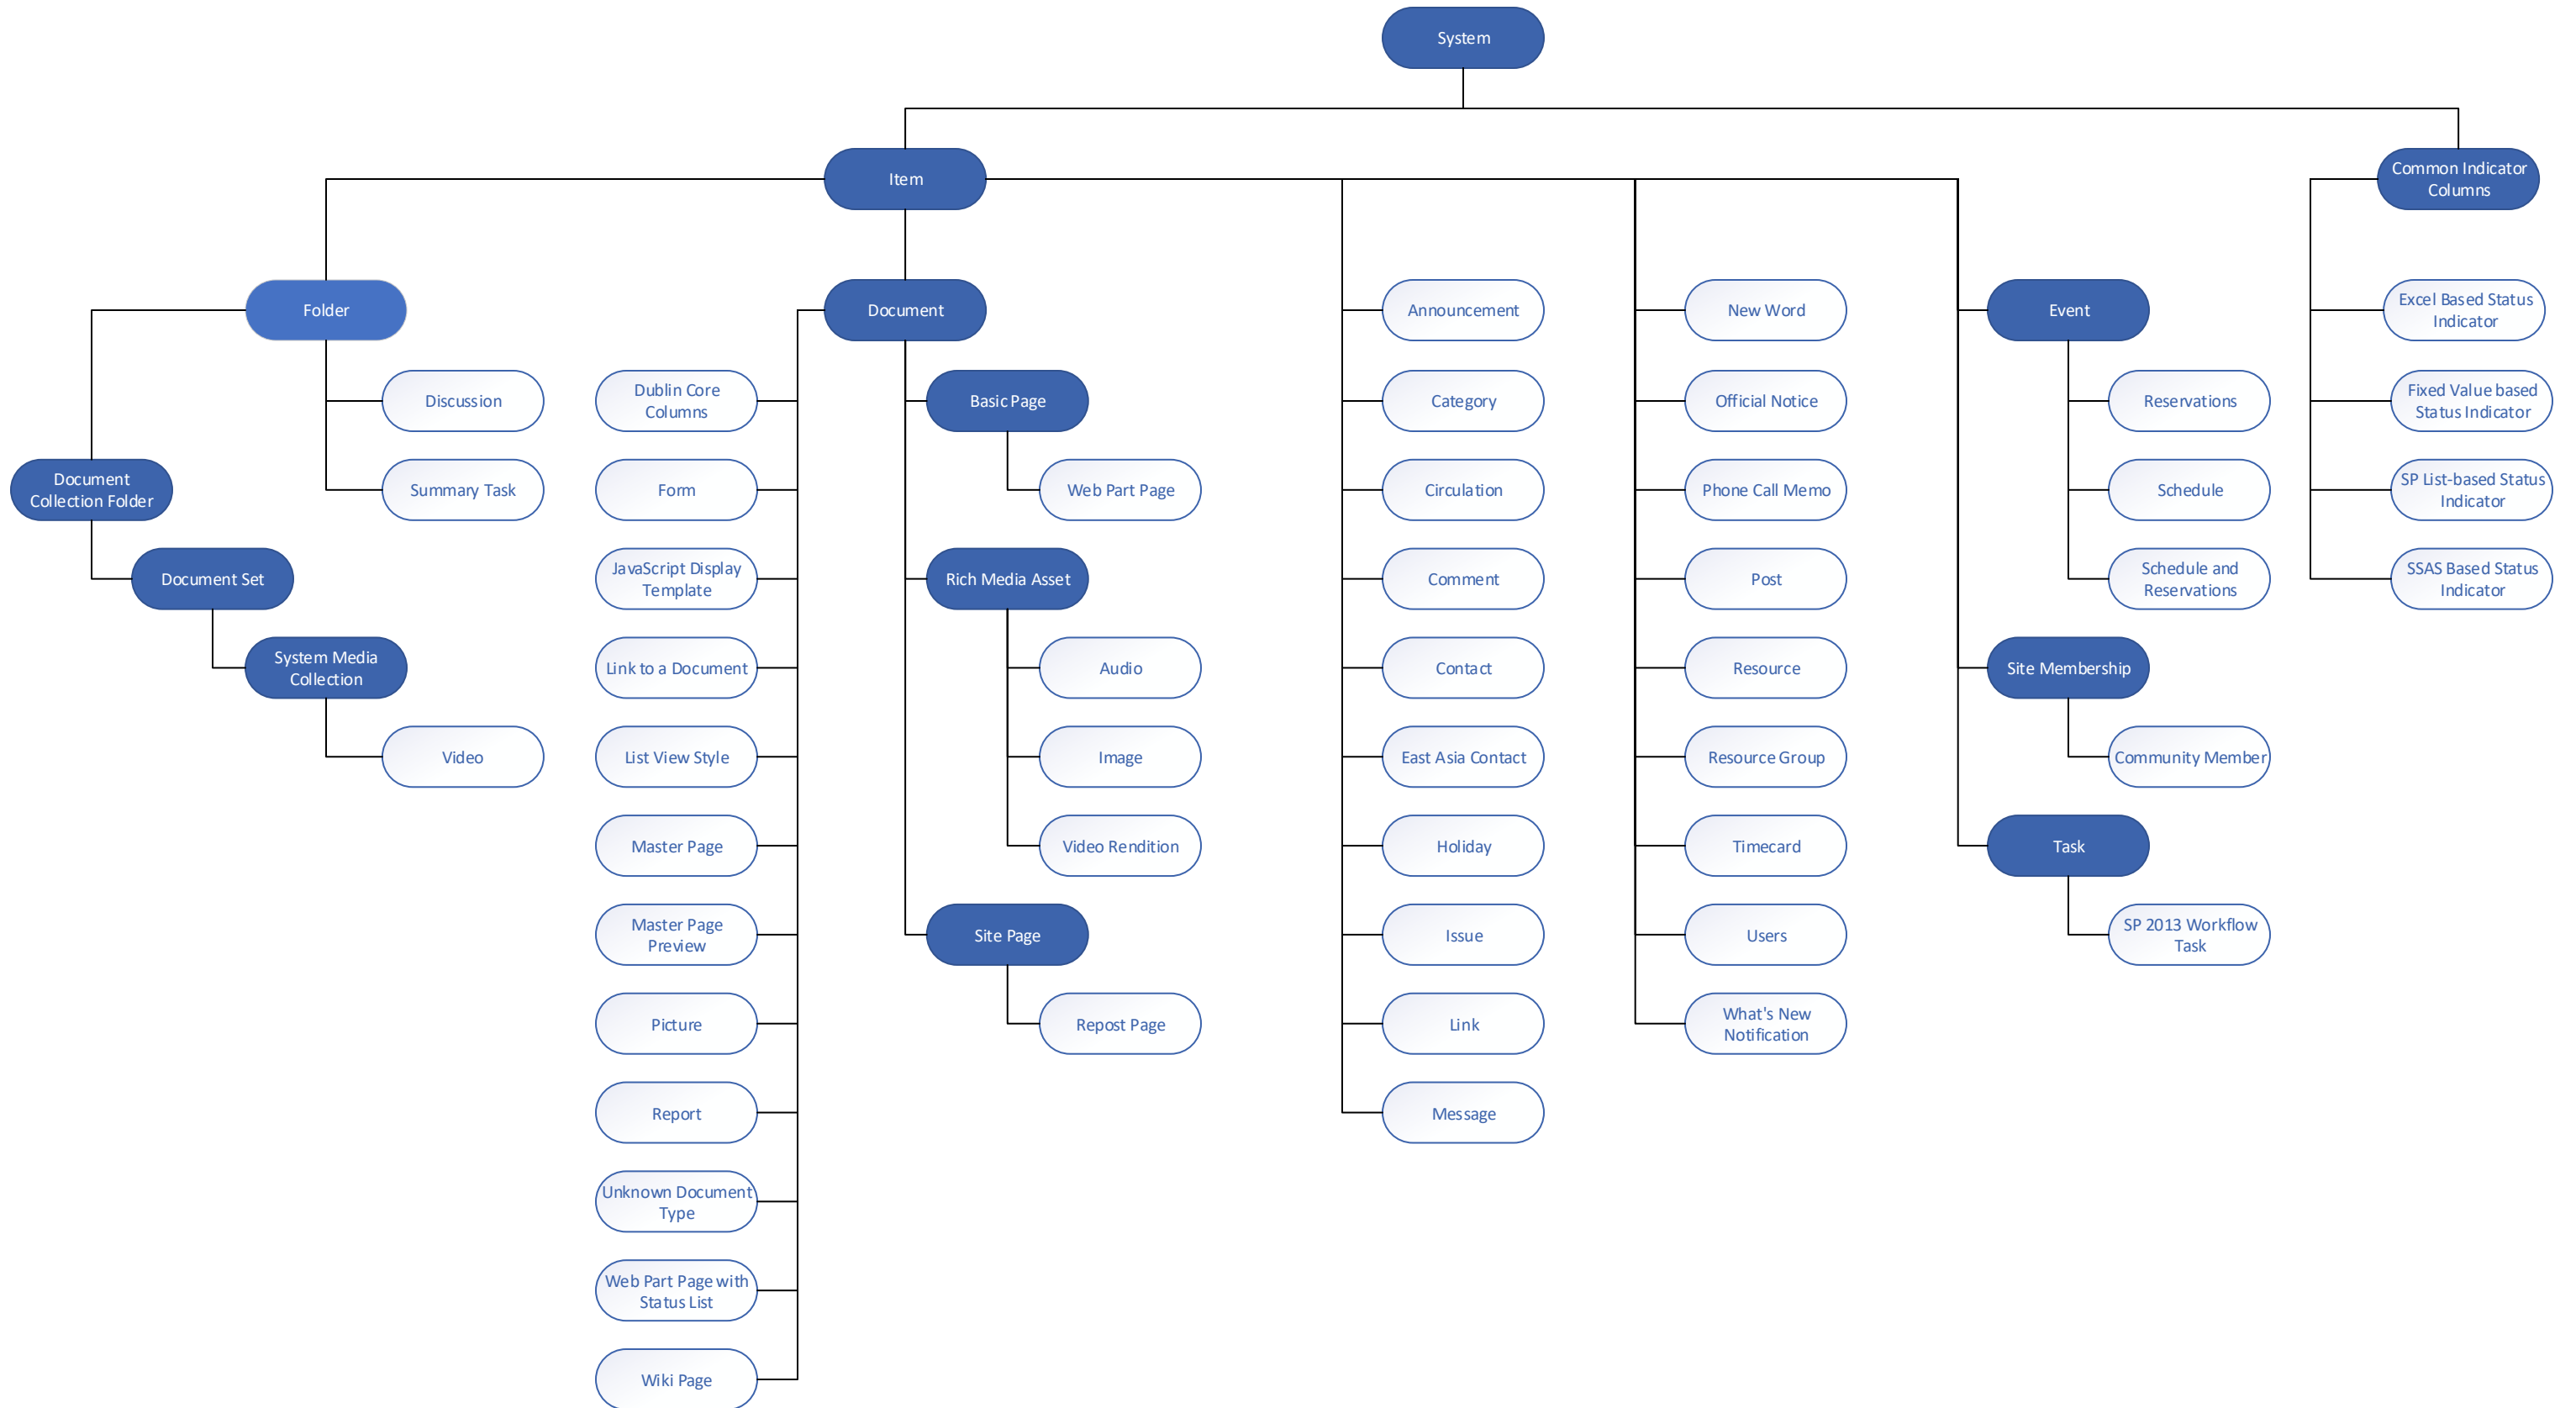 System
Item
Common Indicator
Columns
Folder
Document
Announcement
New Word
Event
Excel Based Status
Indicator
Discussion
Dublin Core
Columns
Basic Page
Category
Official Notice
Reservations
Fixed Value based
Status Indicator
Document
Collection Folder
Summary Task
Form
Web Part Page
Circulation
Phone Call Memo
Schedule
SP List-based Status
Indicator
Document Set
JavaScript Display
Template
Rich Media Asset
Comment
Post
Schedule and
Reservations
SSAS Based Status
Indicator
System Media
Collection
Link to a Document
Audio
Contact
Resource
Site Membership
Video
List View Style
Image
East Asia Contact
Resource Group
Community Member
Master Page
Video Rendition
Holiday
Timecard
Task
Master Page
Preview
Site Page
Issue
Users
SP 2013 Workflow
Task
Picture
Repost Page
Link
What's New
Notification
Report
Message
Unknown Document
Type
Web Part Page with
Status List
Wiki Page